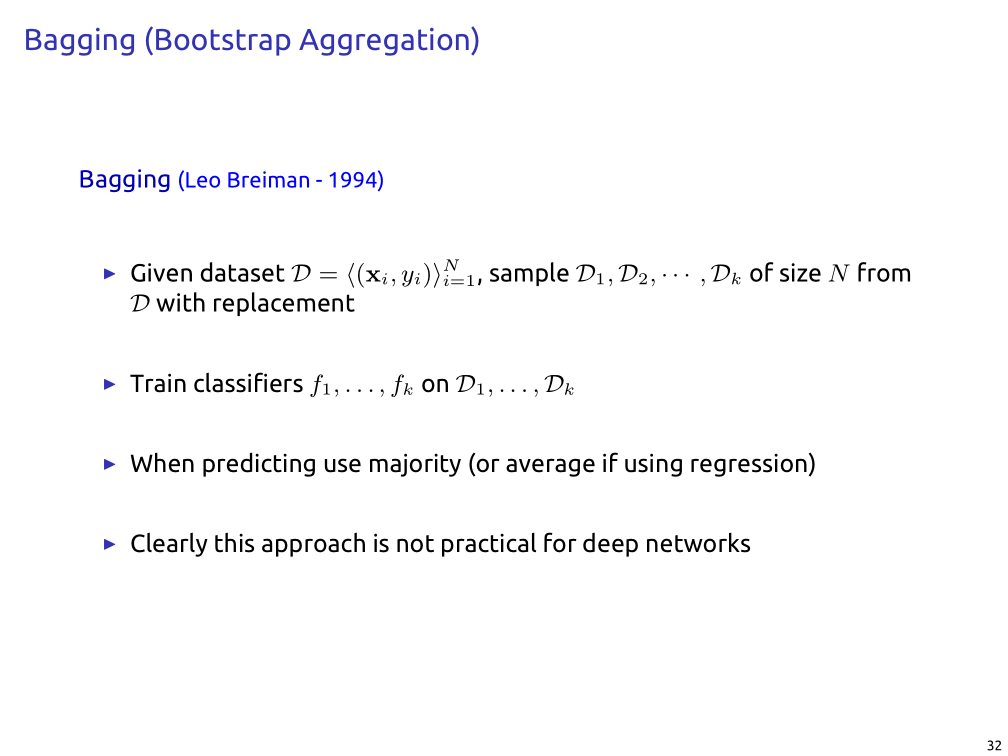 Bagging (Bootstrap Aggregation)
Bagging (Leo Breiman - 1994)
▶ Given dataset $\mathcal{D} = \langle(\mathbf{x}_i, y_i)\rangle_{i=1}^{N}$, sample $\mathcal{D}_1, \mathcal{D}_2, \cdots, \mathcal{D}_k$ of size $N$ from
$\mathcal{D}$ with replacement
▶ Train classifiers $f_1, \ldots, f_k$ on $\mathcal{D}_1, \ldots, \mathcal{D}_k$
▶ When predicting use majority (or average if using regression)
▶ Clearly this approach is not practical for deep networks
32